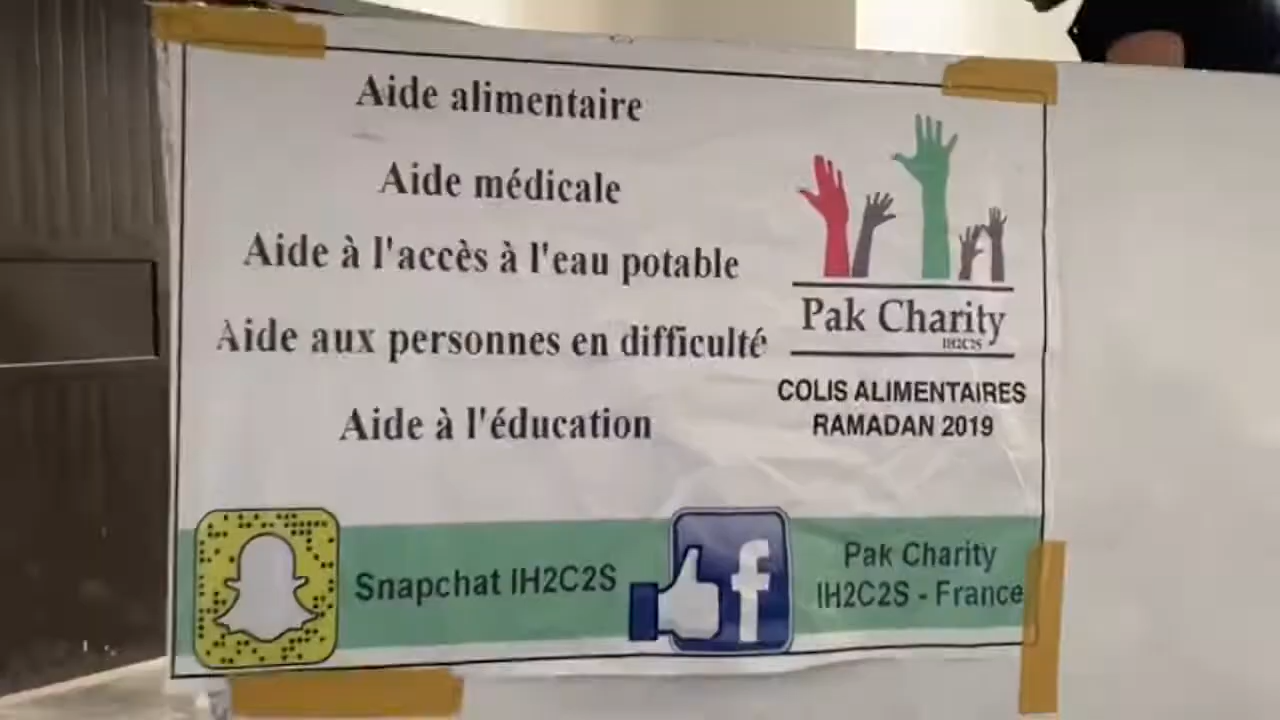 Aide alimentaire
Aide médicale
Aide à l'accès à l'eau potable
Aide aux personnes en difficulté
Aide à l'éducation
Pak Charity
IH2C2S
COLIS ALIMENTAIRES
RAMADAN 2019
Snapchat IH2C2S
f
Pak Charity
IH2C2S - France